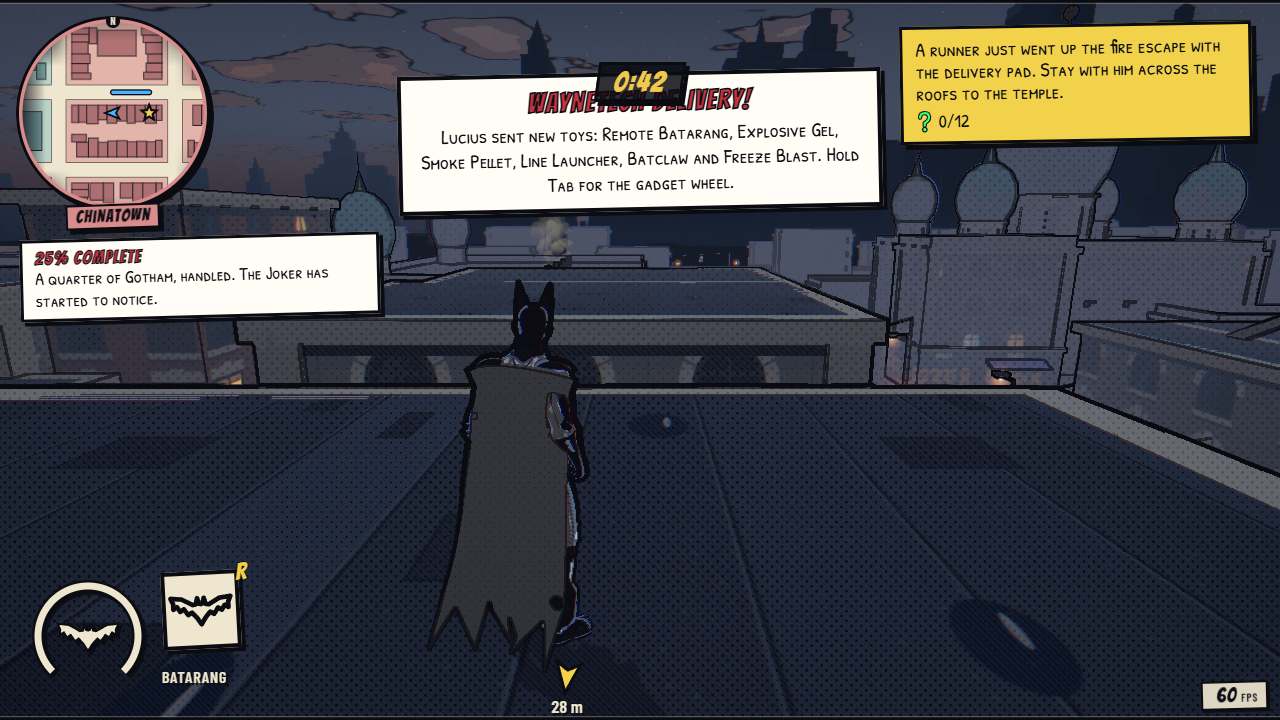 N
CHINATOWN
25% COMPLETE
A QUARTER OF GOTHAM, HANDLED. THE JOKER HAS
STARTED TO NOTICE.
0:42
WAYNETECH DELIVERY!
LUCIUS SENT NEW TOYS: REMOTE BATARANG, EXPLOSIVE GEL,
SMOKE PELLET, LINE LAUNCHER, BATCLAW AND FREEZE BLAST. HOLD
TAB FOR THE GADGET WHEEL.
A RUNNER JUST WENT UP THE FIRE ESCAPE WITH
THE DELIVERY PAD. STAY WITH HIM ACROSS THE
ROOFS TO THE TEMPLE.
? 0/12
R
BATARANG
28 m
60 FPS